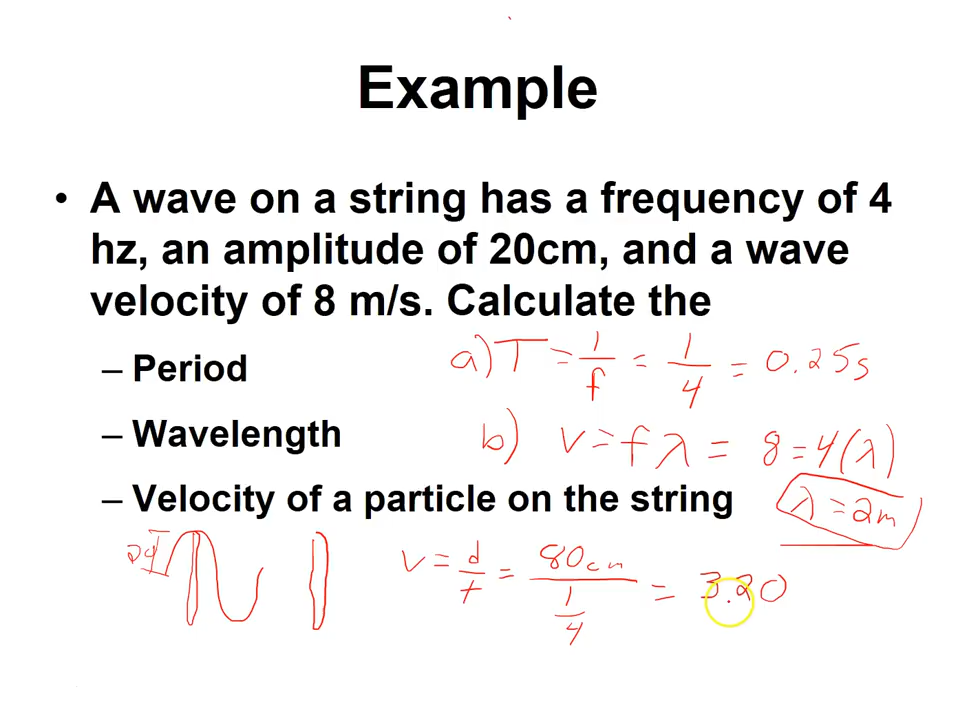 Example
• A wave on a string has a frequency of 4
hz, an amplitude of 20cm, and a wave
velocity of 8 m/s. Calculate the
– Period
a) T = 1/f = 1/4 = 0.25s
– Wavelength
b) v = fλ = 8 = 4(λ)
– Velocity of a particle on the string
λ = 2m
v = d/t = 80cm / 1/4 = 3.20